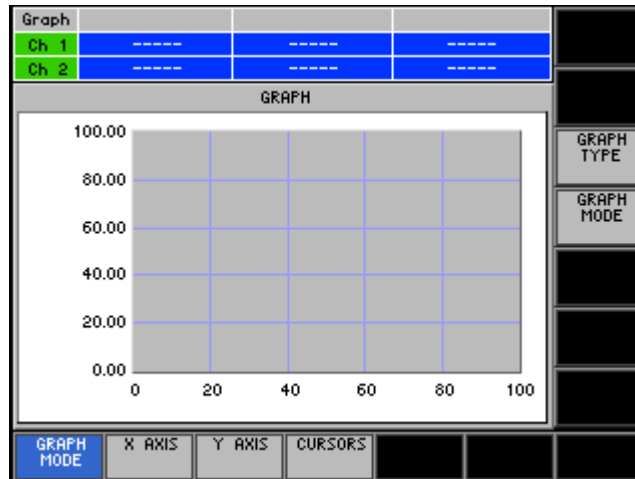 Graph
Ch 1 ----- ----- -----
Ch 2 ----- ----- -----
GRAPH
100.00
80.00
60.00
40.00
20.00
0.00
0 20 40 60 80 100
GRAPH
TYPE
GRAPH
MODE
GRAPH
MODE
X AXIS
Y AXIS
CURSORS